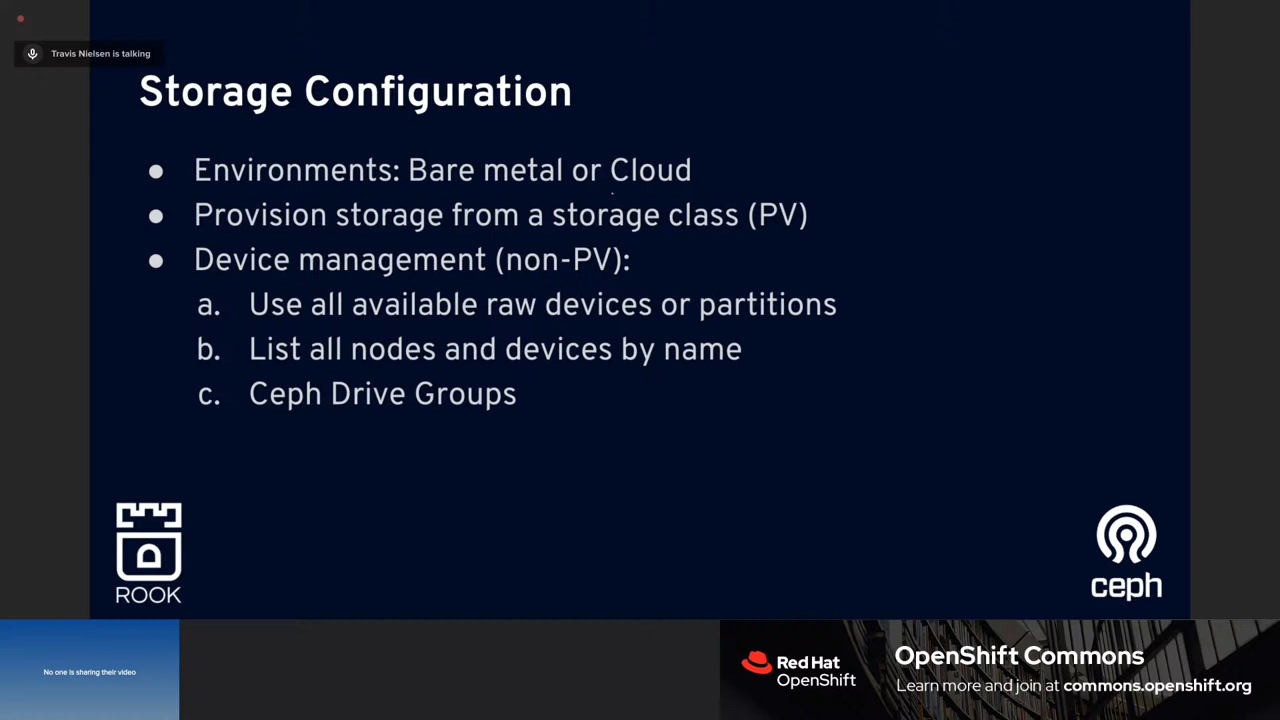 Travis Nielsen is talking
Storage Configuration
● Environments: Bare metal or Cloud
● Provision storage from a storage class (PV)
● Device management (non-PV):
a. Use all available raw devices or partitions
b. List all nodes and devices by name
c. Ceph Drive Groups
ROOK
ceph
No one is sharing their video
Red Hat
OpenShift
OpenShift Commons
Learn more and join at commons.openshift.org